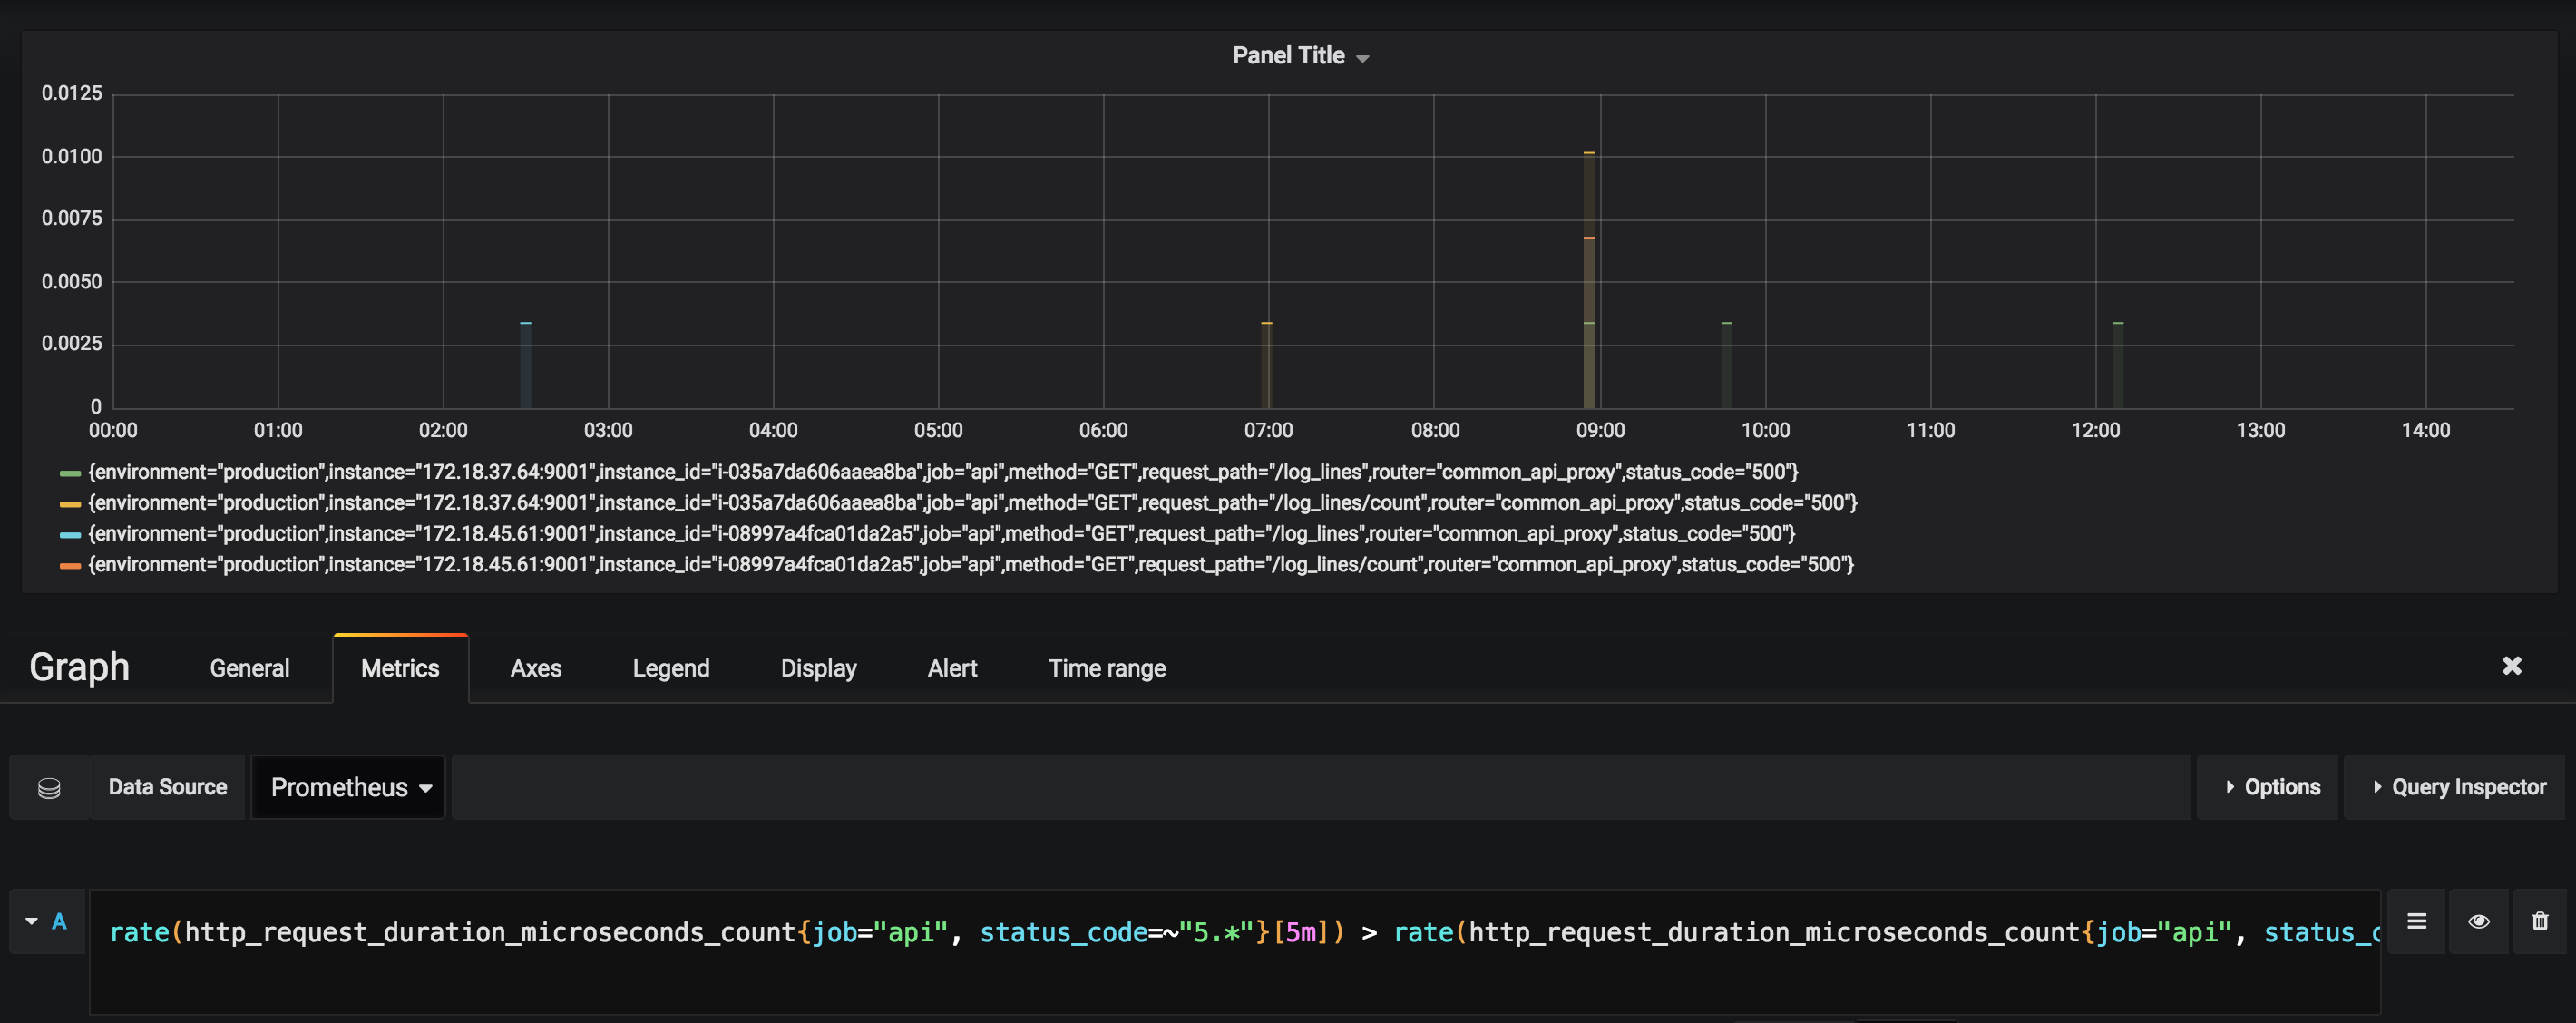 Panel Title
0.0125
0.0100
0.0075
0.0050
0.0025
0
00:00 01:00 02:00 03:00 04:00 05:00 06:00 07:00 08:00 09:00 10:00 11:00 12:00 13:00 14:00
{environment="production",instance="172.18.37.64:9001",instance_id="i-035a7da606aaea8ba",job="api",method="GET",request_path="/log_lines",router="common_api_proxy",status_code="500"}
{environment="production",instance="172.18.37.64:9001",instance_id="i-035a7da606aaea8ba",job="api",method="GET",request_path="/log_lines/count",router="common_api_proxy",status_code="500"}
{environment="production",instance="172.18.45.61:9001",instance_id="i-08997a4fca01da2a5",job="api",method="GET",request_path="/log_lines",router="common_api_proxy",status_code="500"}
{environment="production",instance="172.18.45.61:9001",instance_id="i-08997a4fca01da2a5",job="api",method="GET",request_path="/log_lines/count",router="common_api_proxy",status_code="500"}
Graph General Metrics Axes Legend Display Alert Time range
Data Source Prometheus Options Query Inspector
A rate(http_request_duration_microseconds_count{job="api", status_code=~"5.*"}[5m]) > rate(http_request_duration_microseconds_count{job="api", status_c